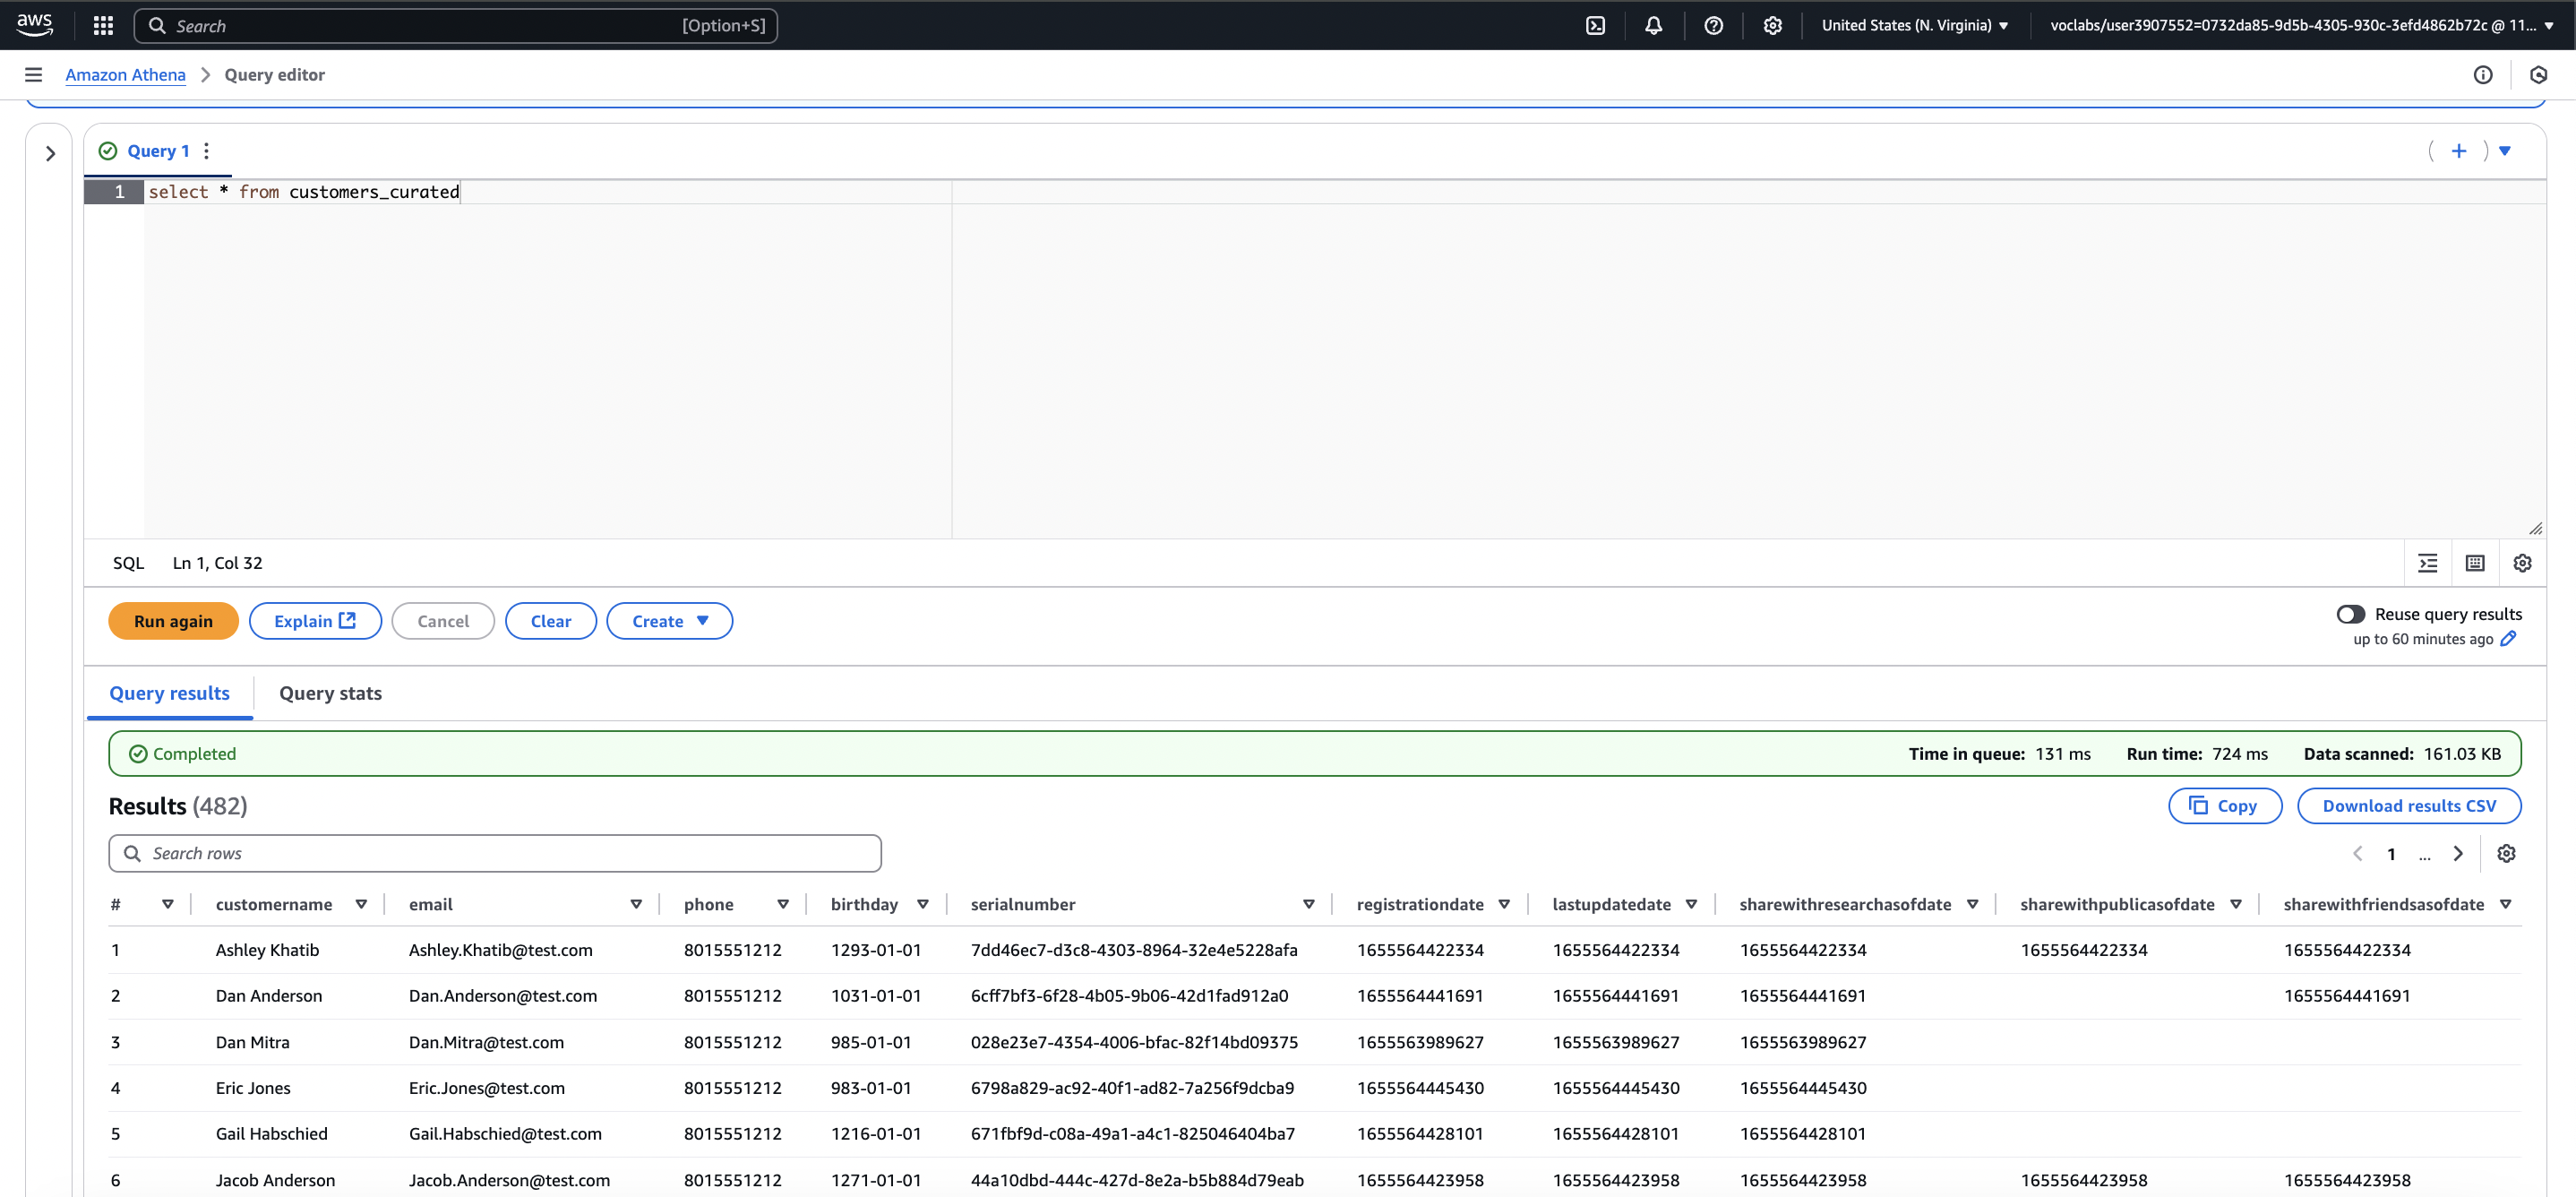 aws Search [Option+S] United States (N. Virginia) voclabs/user3907552=0732da85-9d5b-4305-930c-3efd4862b72c @ 11...
Amazon Athena > Query editor
Query 1
1 select * from customers_curated
SQL Ln 1, Col 32
Run again Explain Cancel Clear Create Reuse query results
up to 60 minutes ago
Query results Query stats
Completed Time in queue: 131 ms Run time: 724 ms Data scanned: 161.03 KB
Results (482) Copy Download results CSV
Search rows 1 ...
# customername email phone birthday serialnumber registrationdate lastupdatedate sharewithresearchasofdate sharewithpublicasofdate sharewithfriendsasofdate
1 Ashley Khatib Ashley.Khatib@test.com 8015551212 1293-01-01 7dd46ec7-d3c8-4303-8964-32e4e5228afa 1655564422334 1655564422334 1655564422334 1655564422334 1655564422334
2 Dan Anderson Dan.Anderson@test.com 8015551212 1031-01-01 6cff7bf3-6f28-4b05-9b06-42d1fad912a0 1655564441691 1655564441691 1655564441691 1655564441691
3 Dan Mitra Dan.Mitra@test.com 8015551212 985-01-01 028e23e7-4354-4006-bfac-82f14bd09375 1655563989627 1655563989627 1655563989627
4 Eric Jones Eric.Jones@test.com 8015551212 983-01-01 6798a829-ac92-40f1-ad82-7a256f9dcba9 1655564445430 1655564445430 1655564445430
5 Gail Habschied Gail.Habschied@test.com 8015551212 1216-01-01 671fbf9d-c08a-49a1-a4c1-825046404ba7 1655564428101 1655564428101 1655564428101
6 Jacob Anderson Jacob.Anderson@test.com 8015551212 1271-01-01 44a10dbd-444c-427d-8e2a-b5b884d79eab 1655564423958 1655564423958 1655564423958 1655564423958 1655564423958